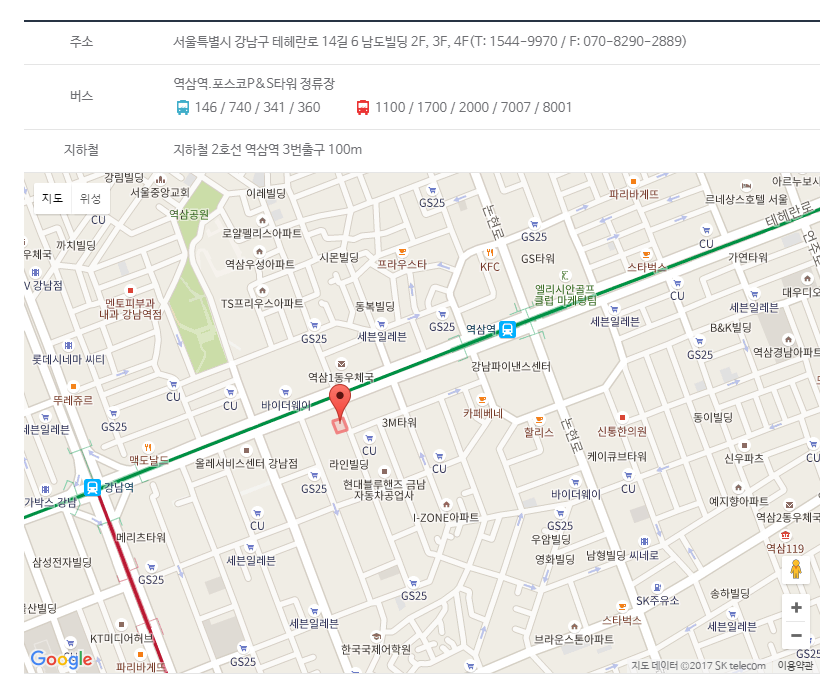 주소
서울특별시 강남구 테헤란로 14길 6 남도빌딩 2F, 3F, 4F(T: 1544-9970 / F: 070-8290-2889)
버스
역삼역.포스코P&S타워 정류장
146 / 740 / 341 / 360
1100 / 1700 / 2000 / 7007 / 8001
지하철
지하철 2호선 역삼역 3번출구 100m
지도
위성
강림빌딩
서울중앙교회
이레빌딩
GS25
파리바게뜨
르네상스호텔 서울
아르누보시
테헤란로
CU
역삼공원
로얄팰리스아파트
논현로
GS25
CU
언주로
까치빌딩
우체국
역삼우성아파트
시몬빌딩
프라우스타
KFC
GS타워
스타벅스
가연타워
V 강남점
멘토피부과
내과 강남역점
TS프리우스아파트
동복빌딩
엘리시안골프
클럽 마케팅팀
CU
세븐일레븐
대우디오
GS25
세븐일레븐
GS25
역삼역
세븐일레븐
B&K빌딩
롯데시네마 씨티
GS25
역삼경남아파트
역삼1동우체국
강남파이낸스센터
뚜레쥬르
CU
CU
바이더웨이
카페베네
세븐일레븐
GS25
3M타워
할리스
논현로
신통한의원
동이빌딩
맥도날드
올레서비스센터 강남점
CU
라인빌딩
CU
케이큐브타워
신우파츠
CU
강남역
GS25
현대블루핸즈 금남
자동차공업사
바이더웨이
CU
예지향아파트
가박스.강남
CU
I-ZONE아파트
GS25
역삼2동우체국
메리츠타워
우암빌딩
역삼119
삼성전자빌딩
세븐일레븐
영화빌딩
남형빌딩 씨네로
GS25
GS25
SK주유소
송하빌딩
산빌딩
세븐일레븐
스타벅스
세븐일레븐
KT미디어허브
한국국제어학원
브라운스톤아파트
CU
GS25
파리바게뜨
GS25
Google
지도 데이터 ©2017 SK telecom
이용약관